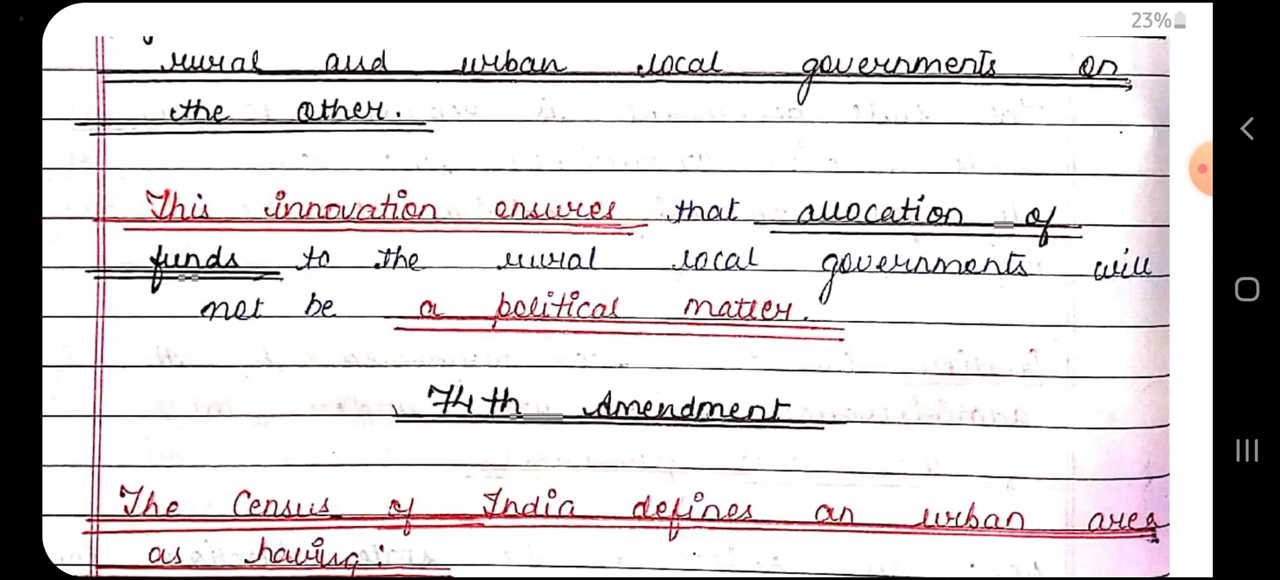 23%
rural and urban local governments on
the other.
This innovation ensures that allocation of
funds to the rural local governments will
not be a political matter.
74th Amendment
The Census of India defines an urban area
as having: